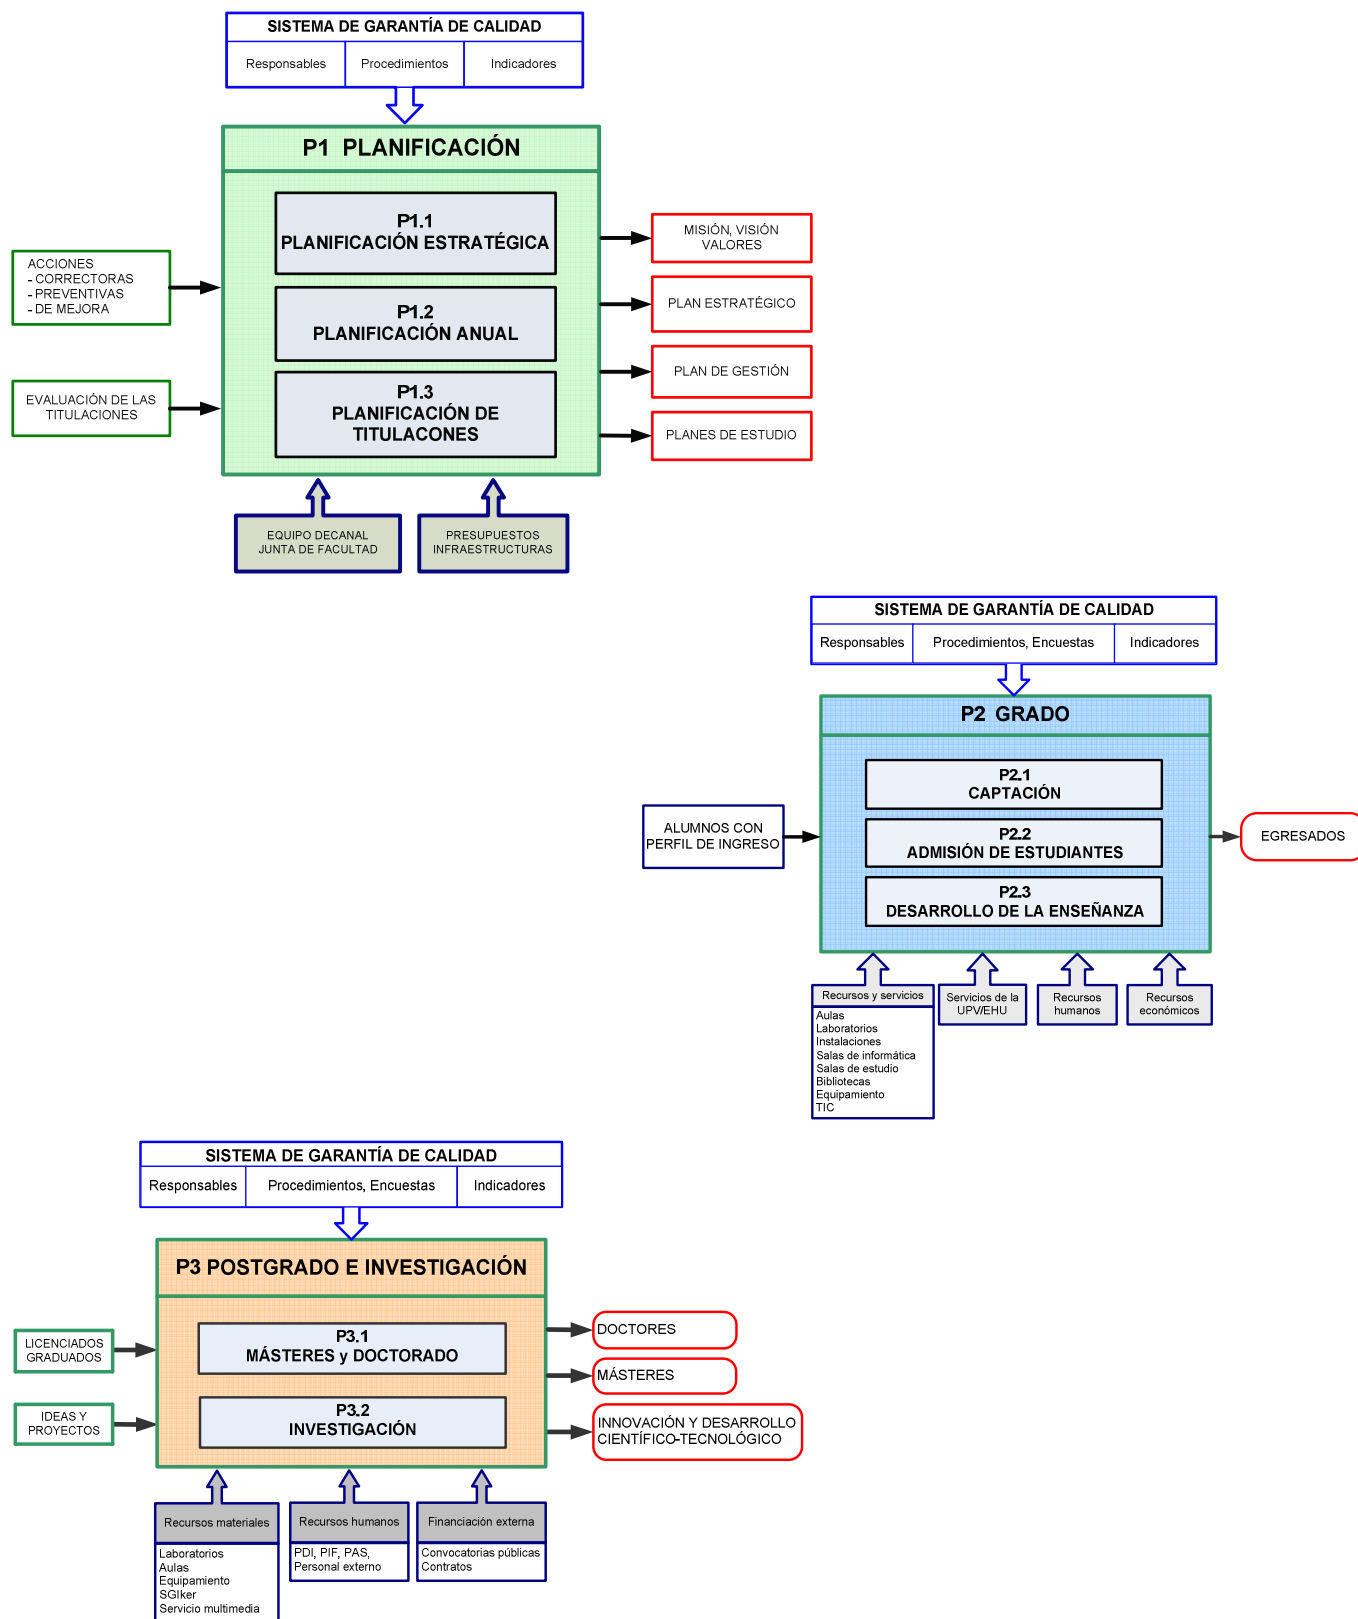 SISTEMA DE GARANTÍA DE CALIDAD
Responsables
Procedimientos
Indicadores
P1 PLANIFICACIÓN
P1.1
PLANIFICACIÓN ESTRATÉGICA
P1.2
PLANIFICACIÓN ANUAL
P1.3
PLANIFICACIÓN DE
TITULACONES
ACCIONES
- CORRECTORAS
- PREVENTIVAS
- DE MEJORA
EVALUACIÓN DE LAS
TITULACIONES
MISIÓN, VISIÓN
VALORES
PLAN ESTRATÉGICO
PLAN DE GESTIÓN
PLANES DE ESTUDIO
EQUIPO DECANAL
JUNTA DE FACULTAD
PRESUPUESTOS
INFRAESTRUCTURAS
SISTEMA DE GARANTÍA DE CALIDAD
Responsables
Procedimientos, Encuestas
Indicadores
P2 GRADO
P2.1
CAPTACIÓN
P2.2
ADMISIÓN DE ESTUDIANTES
P2.3
DESARROLLO DE LA ENSEÑANZA
ALUMNOS CON
PERFIL DE INGRESO
EGRESADOS
Recursos y servicios
Aulas
Laboratorios
Instalaciones
Salas de informática
Salas de estudio
Bibliotecas
Equipamiento
TIC
Servicios de la
UPV/EHU
Recursos
humanos
Recursos
económicos
SISTEMA DE GARANTÍA DE CALIDAD
Responsables
Procedimientos, Encuestas
Indicadores
P3 POSTGRADO E INVESTIGACIÓN
P3.1
MÁSTERES y DOCTORADO
P3.2
INVESTIGACIÓN
LICENCIADOS
GRADUADOS
IDEAS Y
PROYECTOS
DOCTORES
MÁSTERES
INNOVACIÓN Y DESARROLLO
CIENTÍFICO-TECNOLÓGICO
Recursos materiales
Laboratorios
Aulas
Equipamiento
SGIker
Servicio multimedia
Recursos humanos
PDI, PIF, PAS,
Personal externo
Financiación externa
Convocatorias públicas
Contratos